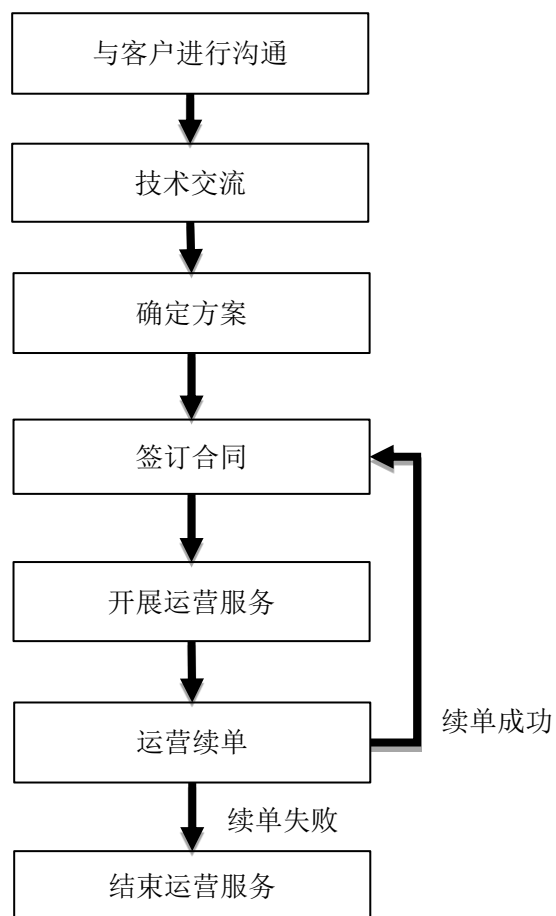 与客户进行沟通
技术交流
确定方案
签订合同
开展运营服务
运营续单
续单成功
续单失败
结束运营服务